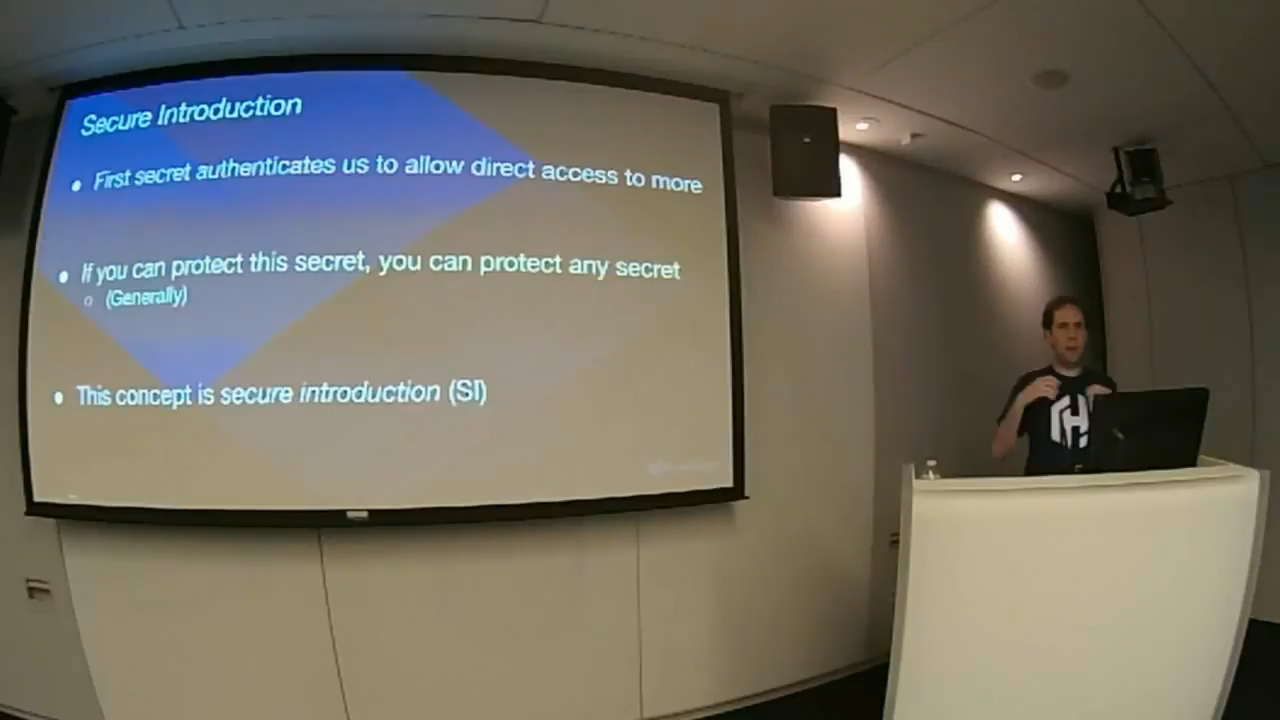 Secure Introduction
• First secret authenticates us to allow direct access to more
• If you can protect this secret, you can protect any secret
○ (Generally)
• This concept is secure introduction (SI)
H